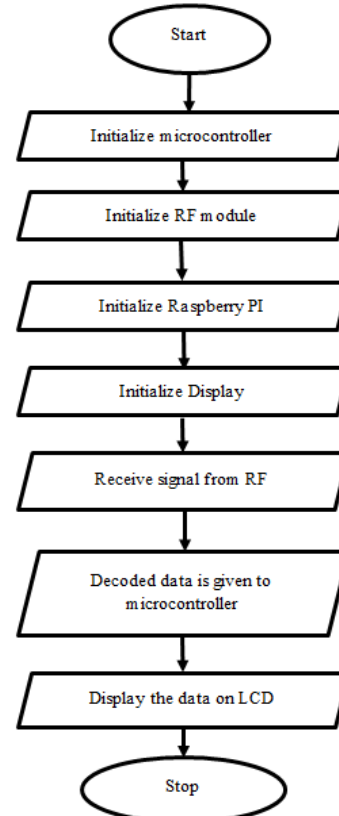 Start
Initialize microcontroller
Initialize RF module
Initialize Raspberry PI
Initialize Display
Receive signal from RF
Decoded data is given to
microcontroller
Display the data on LCD
Stop